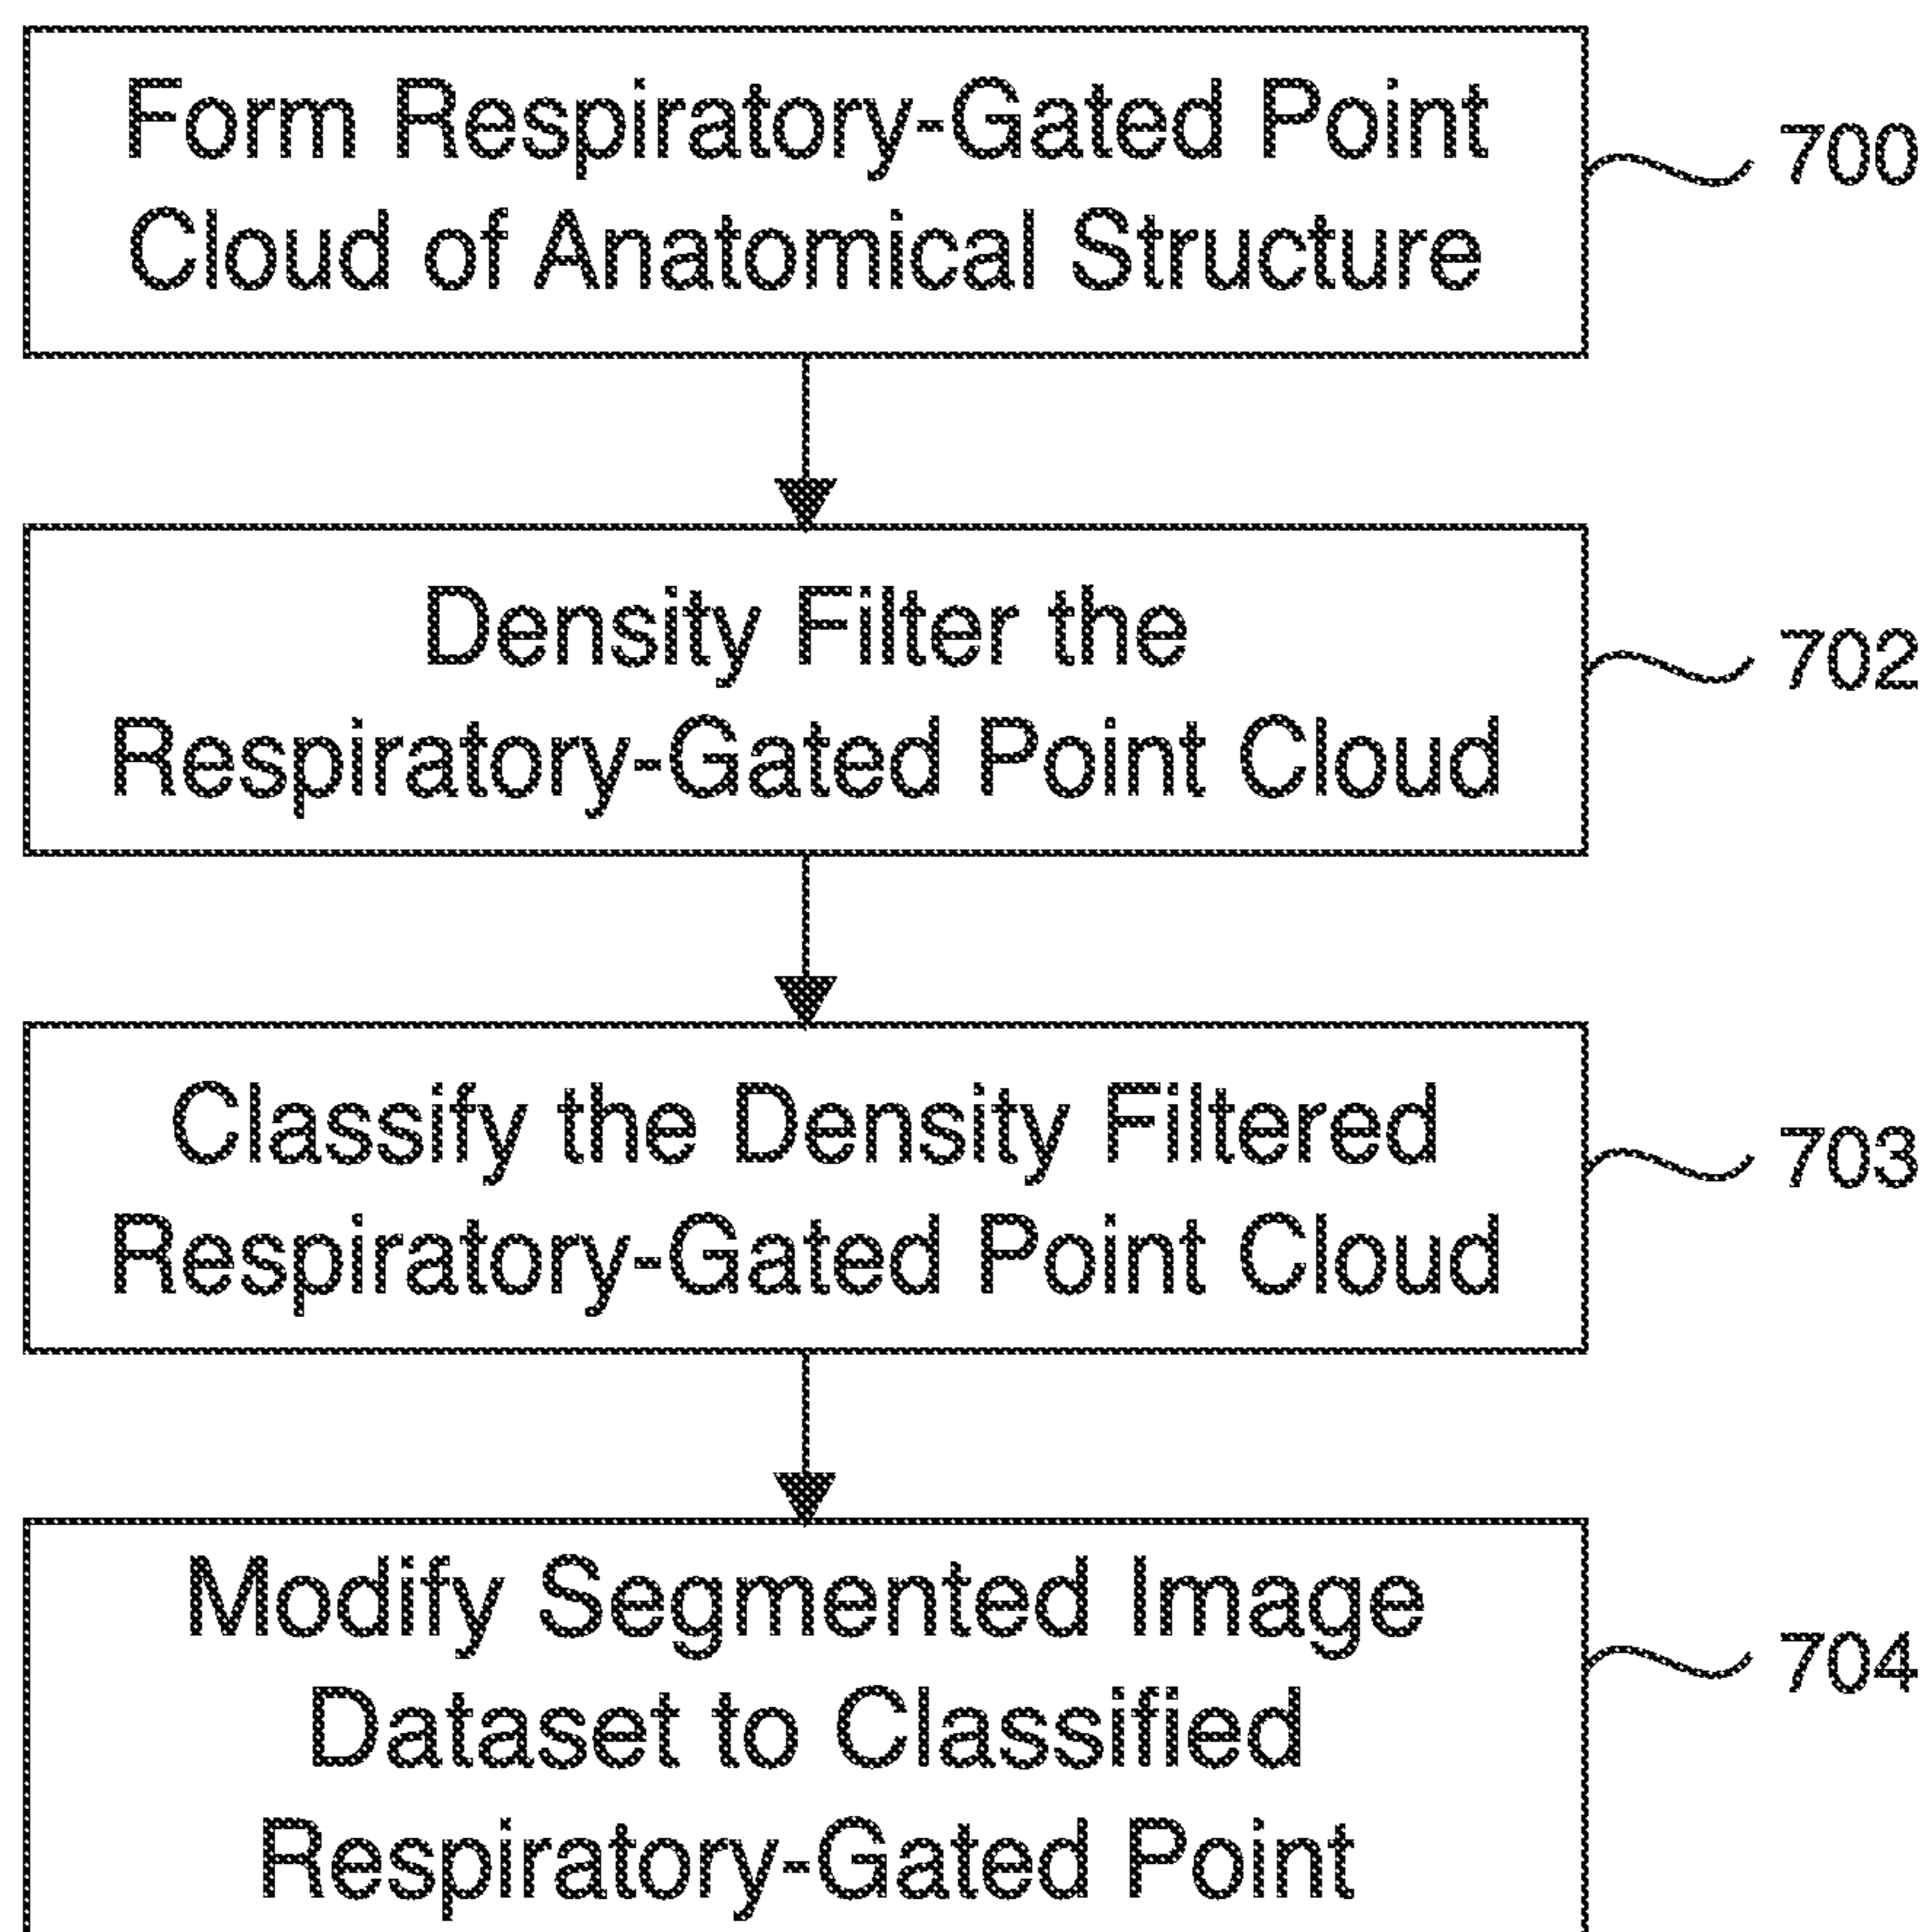 Form Respiratory-Gated Point
Cloud of Anatomical Structure
700
Density Filter the
Respiratory-Gated Point Cloud
702
Classify the Density Filtered
Respiratory-Gated Point Cloud
703
Modify Segmented Image
Dataset to Classified
Respiratory-Gated Point
704